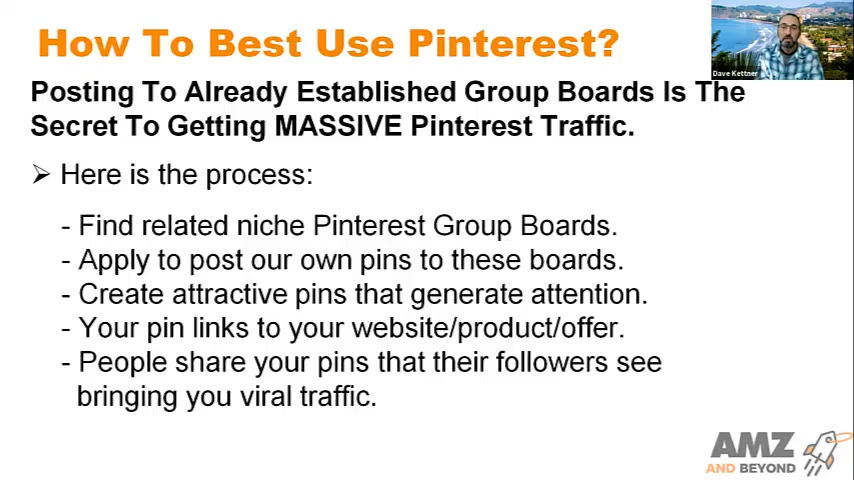 How To Best Use Pinterest?
Dave Kettner
Posting To Already Established Group Boards Is The
Secret To Getting MASSIVE Pinterest Traffic.
➢ Here is the process:
- Find related niche Pinterest Group Boards.
- Apply to post our own pins to these boards.
- Create attractive pins that generate attention.
- Your pin links to your website/product/offer.
- People share your pins that their followers see
bringing you viral traffic.
AMZ
AND BEYOND